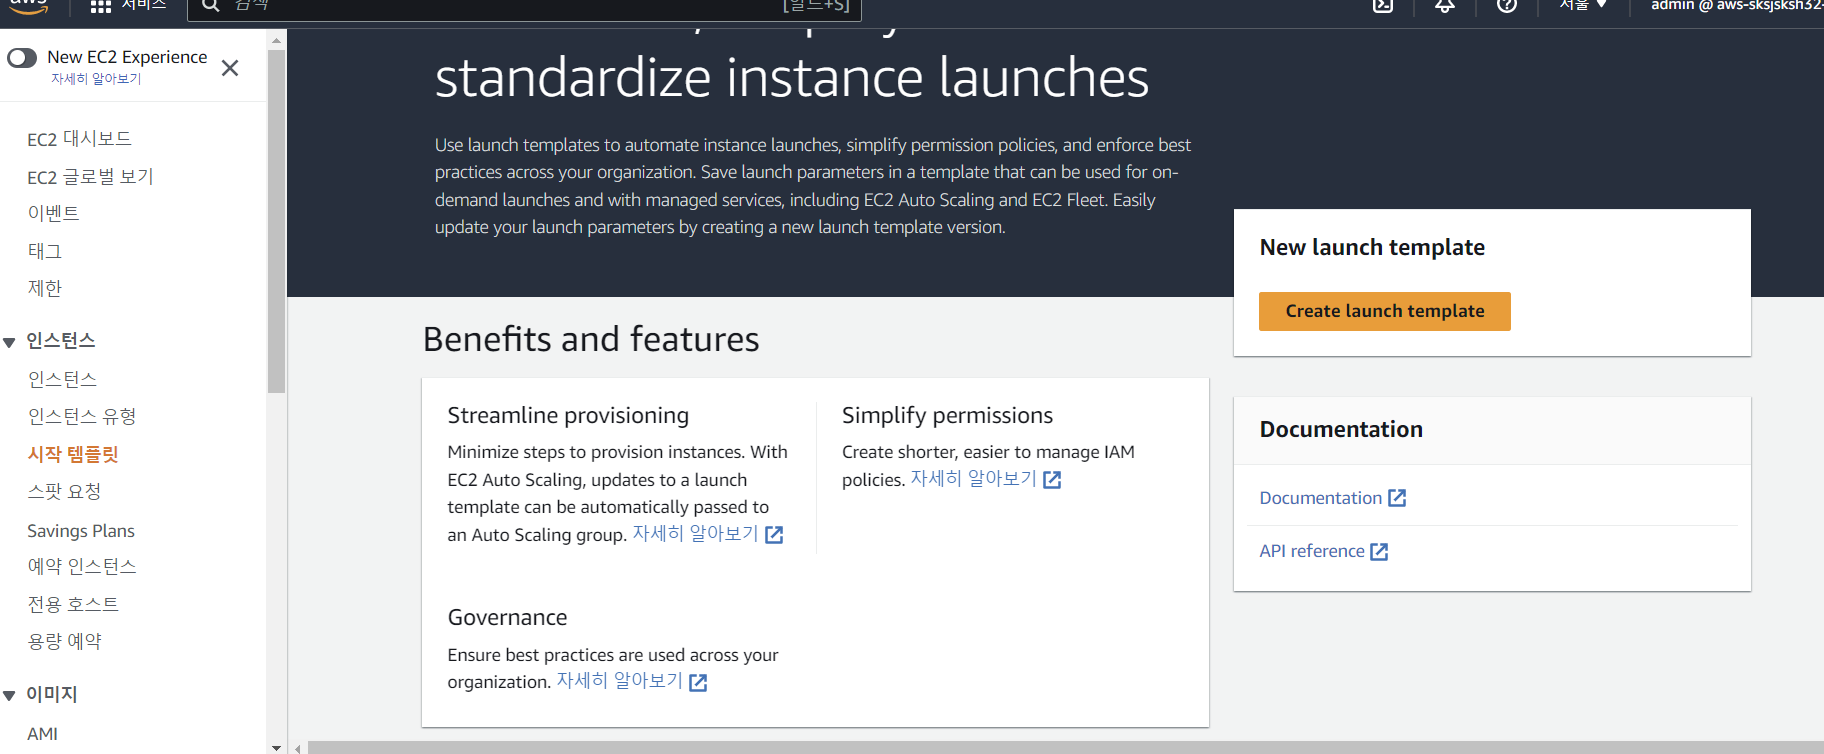 aws
서비스
검색
[알트+S]
서울
admin @ aws-sksjsksh32-
New EC2 Experience
자세히 알아보기
EC2 대시보드
EC2 글로벌 보기
이벤트
태그
제한
인스턴스
인스턴스
인스턴스 유형
시작 템플릿
스팟 요청
Savings Plans
예약 인스턴스
전용 호스트
용량 예약
이미지
AMI
standardize instance launches
Use launch templates to automate instance launches, simplify permission policies, and enforce best
practices across your organization. Save launch parameters in a template that can be used for on-
demand launches and with managed services, including EC2 Auto Scaling and EC2 Fleet. Easily
update your launch parameters by creating a new launch template version.
New launch template
Create launch template
Benefits and features
Streamline provisioning
Minimize steps to provision instances. With
EC2 Auto Scaling, updates to a launch
template can be automatically passed to
an Auto Scaling group. 자세히 알아보기
Simplify permissions
Create shorter, easier to manage IAM
policies. 자세히 알아보기
Governance
Ensure best practices are used across your
organization. 자세히 알아보기
Documentation
Documentation
API reference